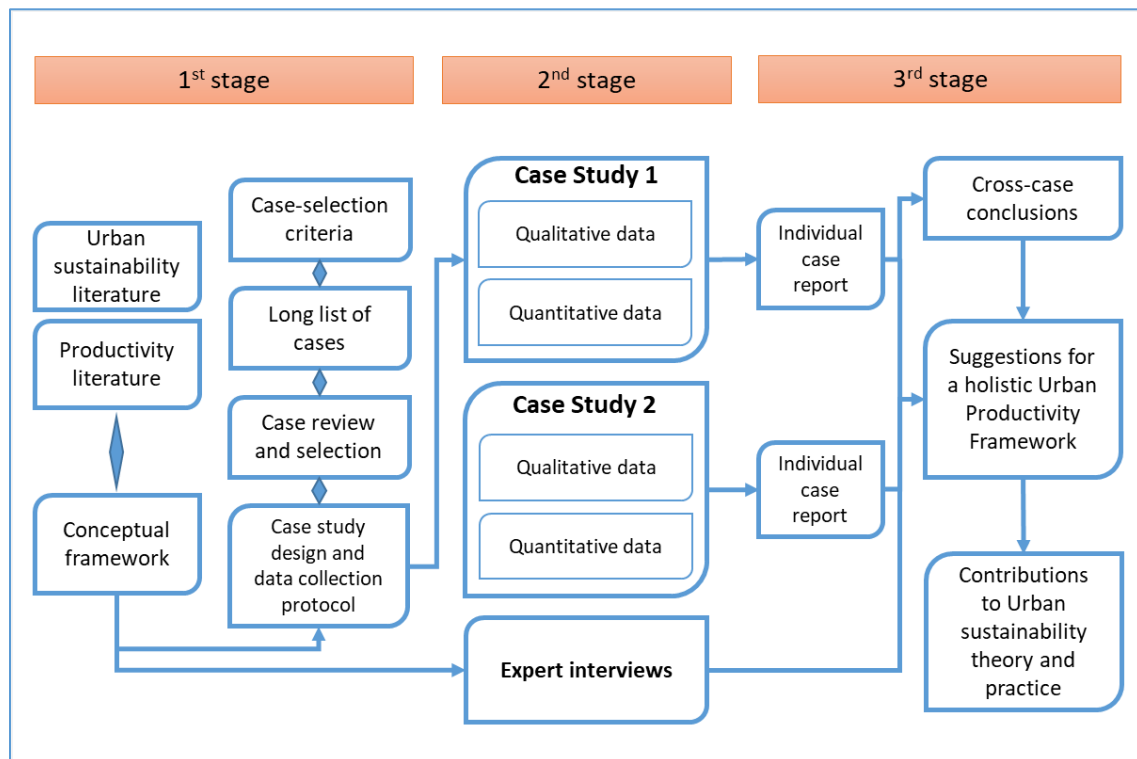 1st stage
2nd stage
3rd stage
Urban
sustainability
literature
Productivity
literature
Conceptual
framework
Case-selection
criteria
Long list of
cases
Case review
and selection
Case study
design and
data collection
protocol
Case Study 1
Qualitative data
Quantitative data
Case Study 2
Qualitative data
Quantitative data
Expert interviews
Individual
case
report
Individual
case
report
Cross-case
conclusions
Suggestions for
a holistic Urban
Productivity
Framework
Contributions
to Urban
sustainability
theory and
practice